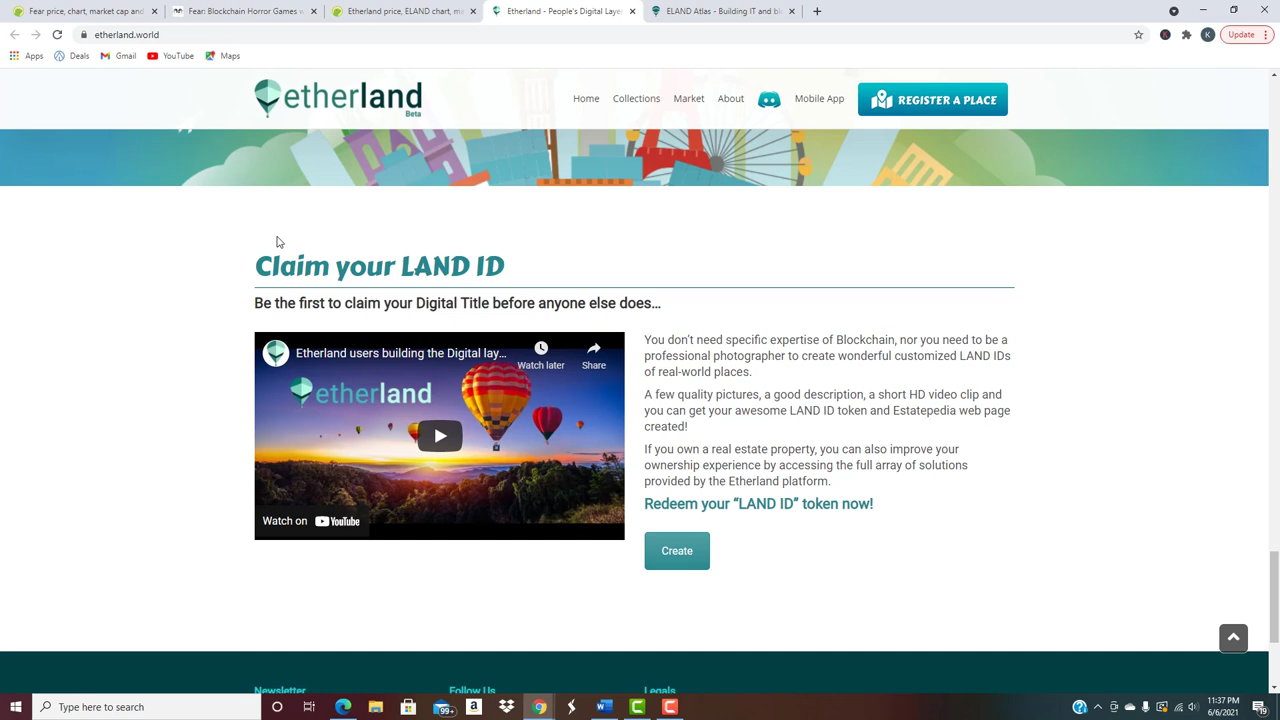 Fear price, chart, market cap and
Fear Blockchain Horror Games w
Etherland price, ELAND chart, ma
Etherland - People's Digital Laye
ELAND Atlas - Building IT and bl
etherland.world
K
Update
Apps
Deals
Gmail
YouTube
Maps
etherland
Beta
Home
Collections
Market
About
Mobile App
REGISTER A PLACE
Claim your LAND ID
Be the first to claim your Digital Title before anyone else does...
Etherland users building the Digital lay...
Watch later
Share
etherland
Watch on YouTube
You don’t need specific expertise of Blockchain, nor you need to be a
professional photographer to create wonderful customized LAND IDs
of real-world places.
A few quality pictures, a good description, a short HD video clip and
you can get your awesome LAND ID token and Estatepedia web page
created!
If you own a real estate property, you can also improve your
ownership experience by accessing the full array of solutions
provided by the Etherland platform.
Redeem your “LAND ID” token now!
Create
Newsletter
Follow Us
Legals
Type here to search
99+
11:37 PM
6/6/2021
19